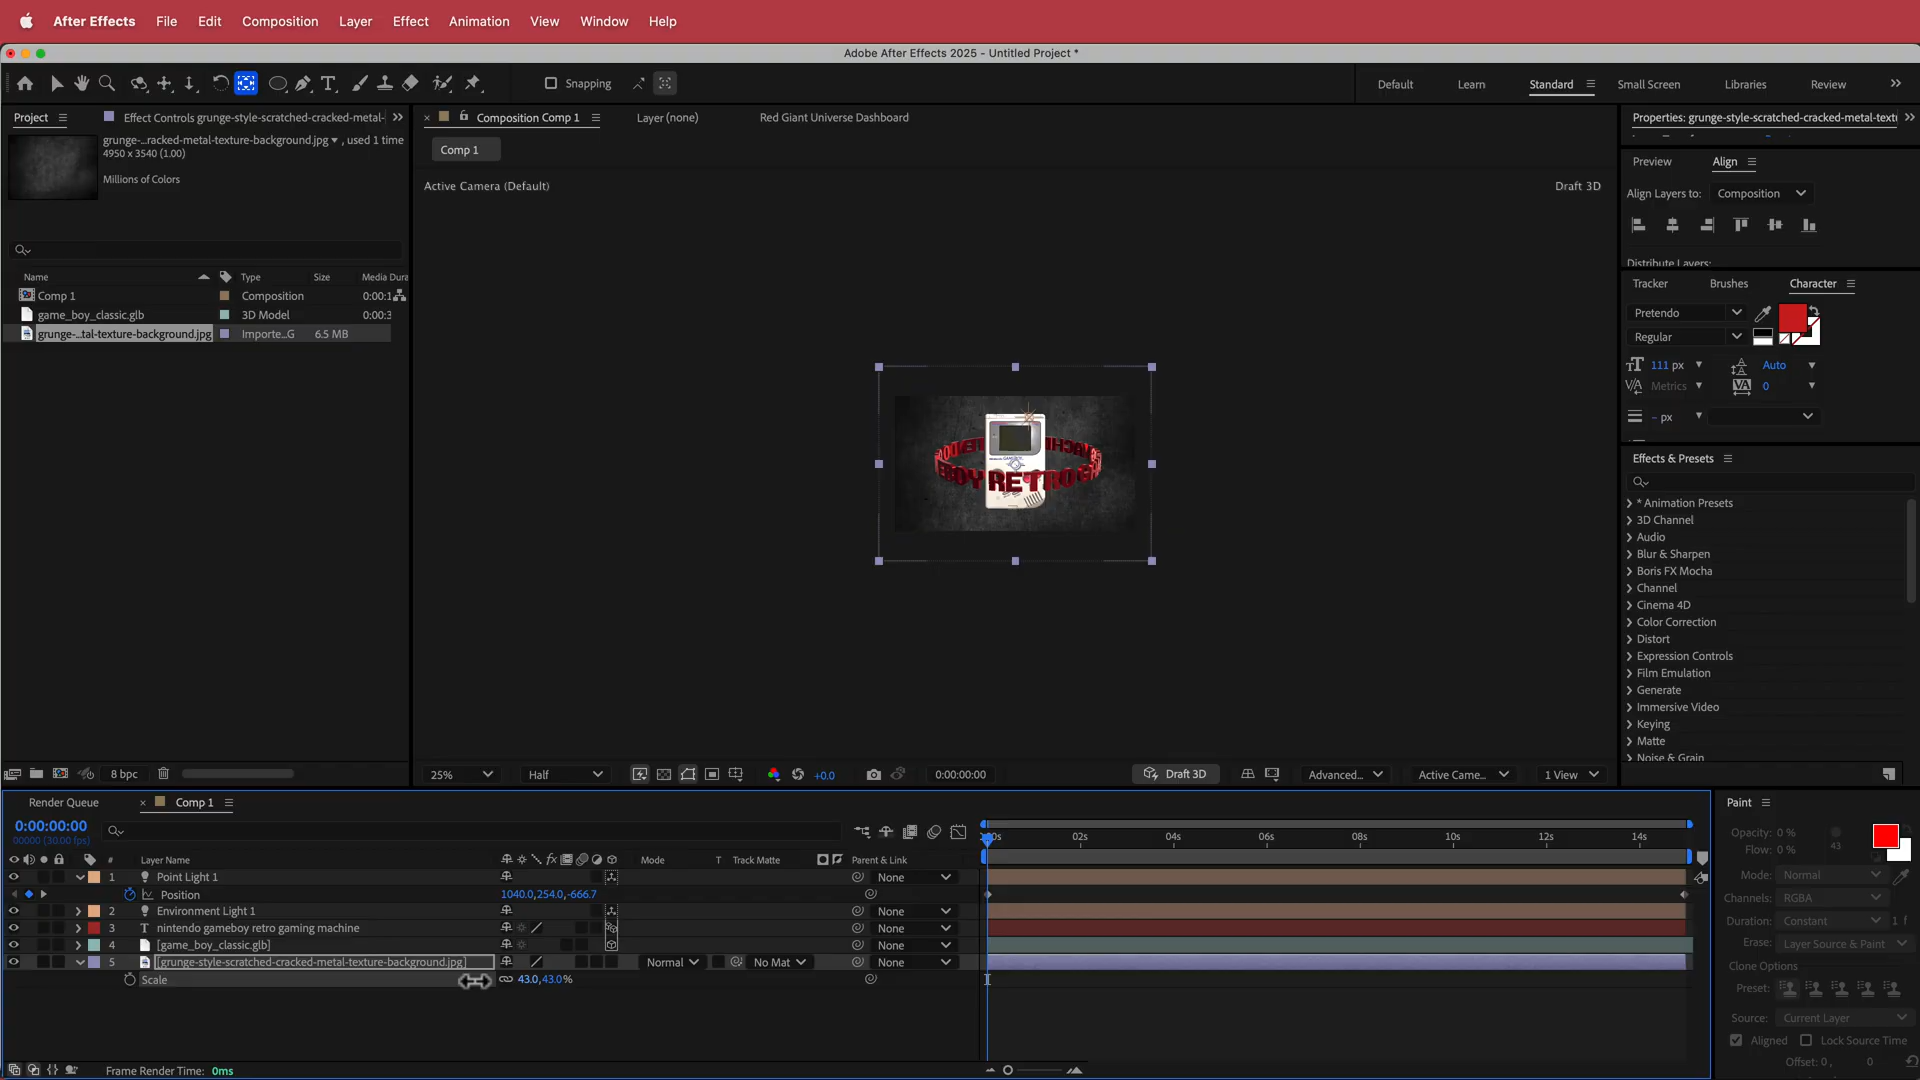 After Effects File Edit Composition Layer Effect Animation View Window Help
Adobe After Effects 2025 - Untitled Project *
Snapping
Default Learn Standard Small Screen Libraries Review
Project
Effect Controls grunge-style-scratched-cracked-metal-
grunge-...racked-metal-texture-background.jpg , used 1 time
4950 x 3540 (1.00)
Millions of Colors
Name Type Size Media Dura
Comp 1 Composition 0:00:1
game_boy_classic.glb 3D Model 0:00:3
grunge-...tal-texture-background.jpg Importe...G 6.5 MB
8 bpc
Composition Comp 1
Layer (none)
Red Giant Universe Dashboard
Comp 1
Active Camera (Default)
Draft 3D
RETRO
25% Half +0.0 0:00:00:00 Draft 3D Advanced... Active Came... 1 View
Properties: grunge-style-scratched-cracked-metal-textu
Preview Align
Align Layers to: Composition
Distribute Layers:
Tracker Brushes Character
Pretendo
Regular
111 px Auto
Metrics 0
- px
Effects & Presets
* Animation Presets
3D Channel
Audio
Blur & Sharpen
Boris FX Mocha
Channel
Cinema 4D
Color Correction
Distort
Expression Controls
Film Emulation
Generate
Immersive Video
Keying
Matte
Noise & Grain
Render Queue Comp 1
0:00:00:00
00000 (30.00 fps)
# Layer Name Mode T Track Matte Parent & Link
1 Point Light 1 None
Position 1040.0,254.0,-666.7
2 Environment Light 1 None
3 T nintendo gameboy retro gaming machine None
4 [game_boy_classic.glb] None
5 [grunge-style-scratched-cracked-metal-texture-background.jpg] Normal No Mat None
Scale 43.0,43.0%
:00s 02s 04s 06s 08s 10s 12s 14s
Frame Render Time: 0ms
Paint
Opacity: 0 %
Flow: 0 % 43
Mode: Normal
Channels: RGBA
Duration: Constant 1 f
Erase: Layer Source & Paint
Clone Options
Preset:
Source: Current Layer
Aligned Lock Source Time
Offset: 0 , 0